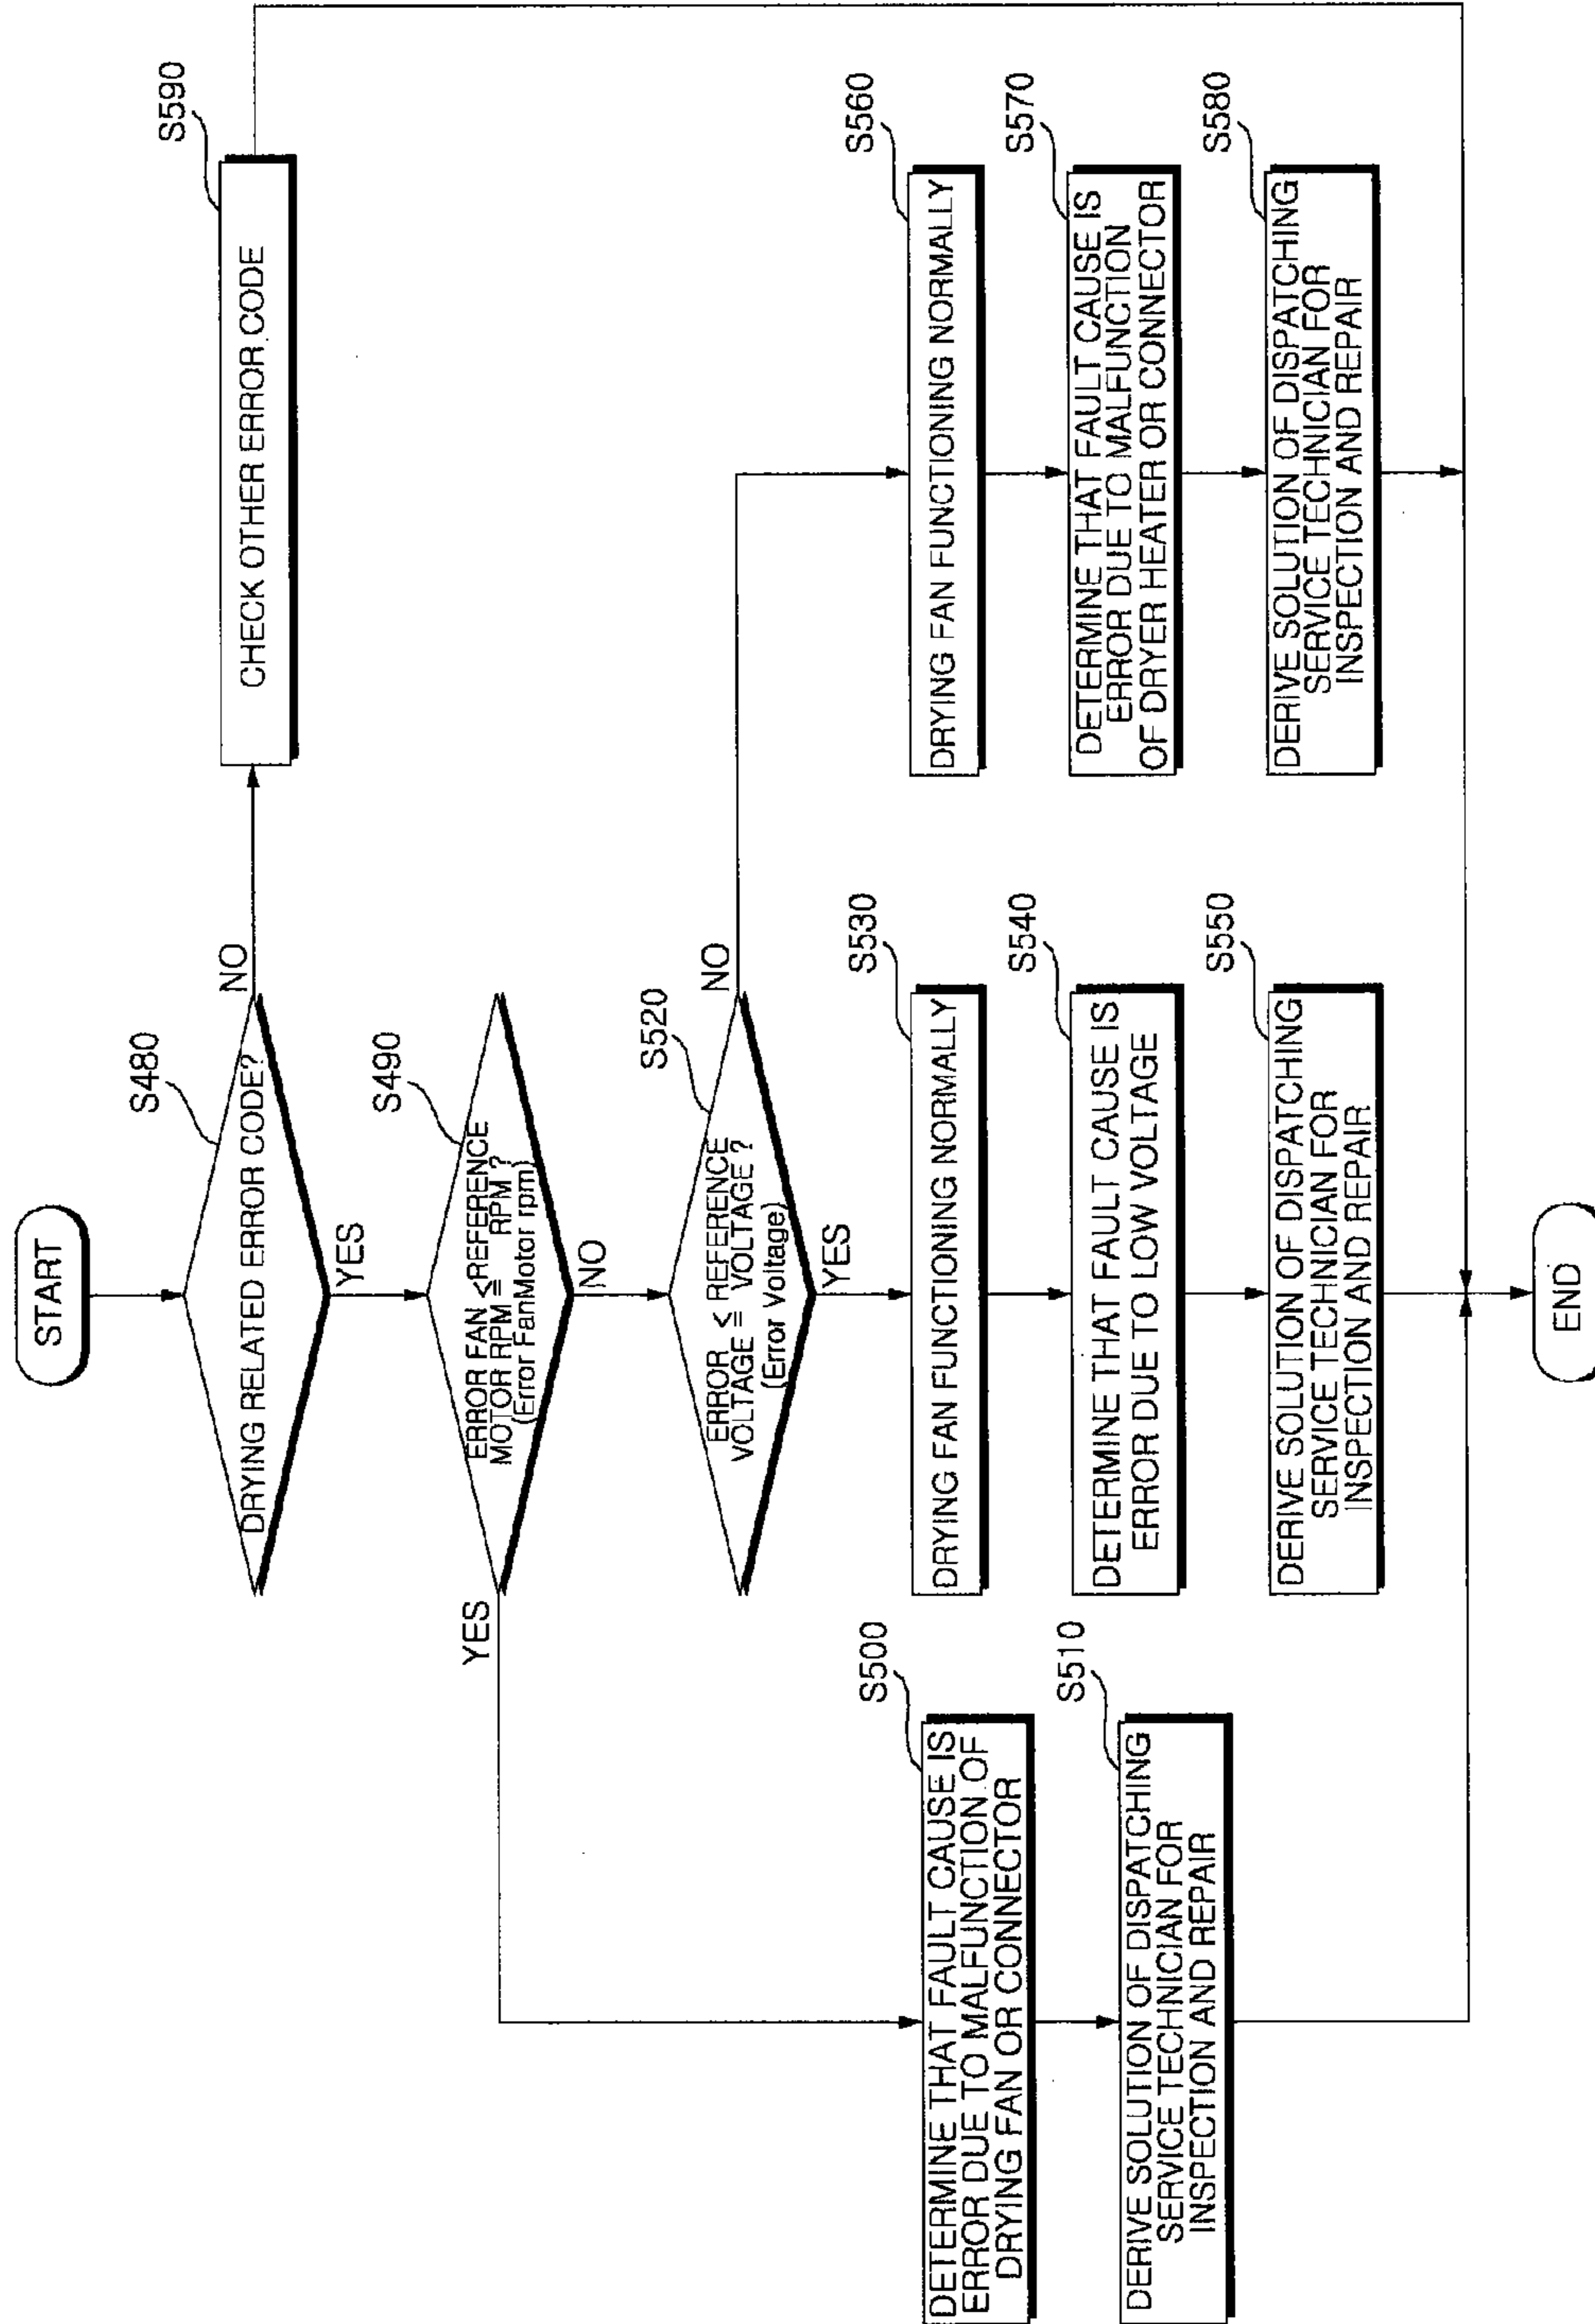 START
S480
DRYING RELATED ERROR CODE?
NO
YES
S590
CHECK OTHER ERROR CODE
S490
ERROR FAN ≤ REFERENCE
MOTOR RPM = RPM ?
(Error FanMotor rpm)
YES
NO
S520
ERROR ≤ REFERENCE
VOLTAGE = VOLTAGE ?
(Error Voltage)
NO
YES
S500
DETERMINE THAT FAULT CAUSE IS
ERROR DUE TO MALFUNCTION OF
DRYING FAN OR CONNECTOR
S510
DERIVE SOLUTION OF DISPATCHING
SERVICE TECHNICIAN FOR
INSPECTION AND REPAIR
S530
DRYING FAN FUNCTIONING NORMALLY
S540
DETERMINE THAT FAULT CAUSE IS
ERROR DUE TO LOW VOLTAGE
S550
DERIVE SOLUTION OF DISPATCHING
SERVICE TECHNICIAN FOR
INSPECTION AND REPAIR
S560
DRYING FAN FUNCTIONING NORMALLY
S570
DETERMINE THAT FAULT CAUSE IS
ERROR DUE TO MALFUNCTION
OF DRYER HEATER OR CONNECTOR
S580
DERIVE SOLUTION OF DISPATCHING
SERVICE TECHNICIAN FOR
INSPECTION AND REPAIR
END